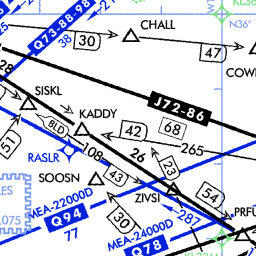 Q73-88-98
38
30
CHALL
47
N36°
COW
28
SISKL
J72-86
KADDY
BLD
42
68
51
RASLR
108
26
265
23
SOOSN
43
ZIVSI
54
MEA-22000D
30
287
PRFU
Q94
77
MEA-24000D
Q78
075